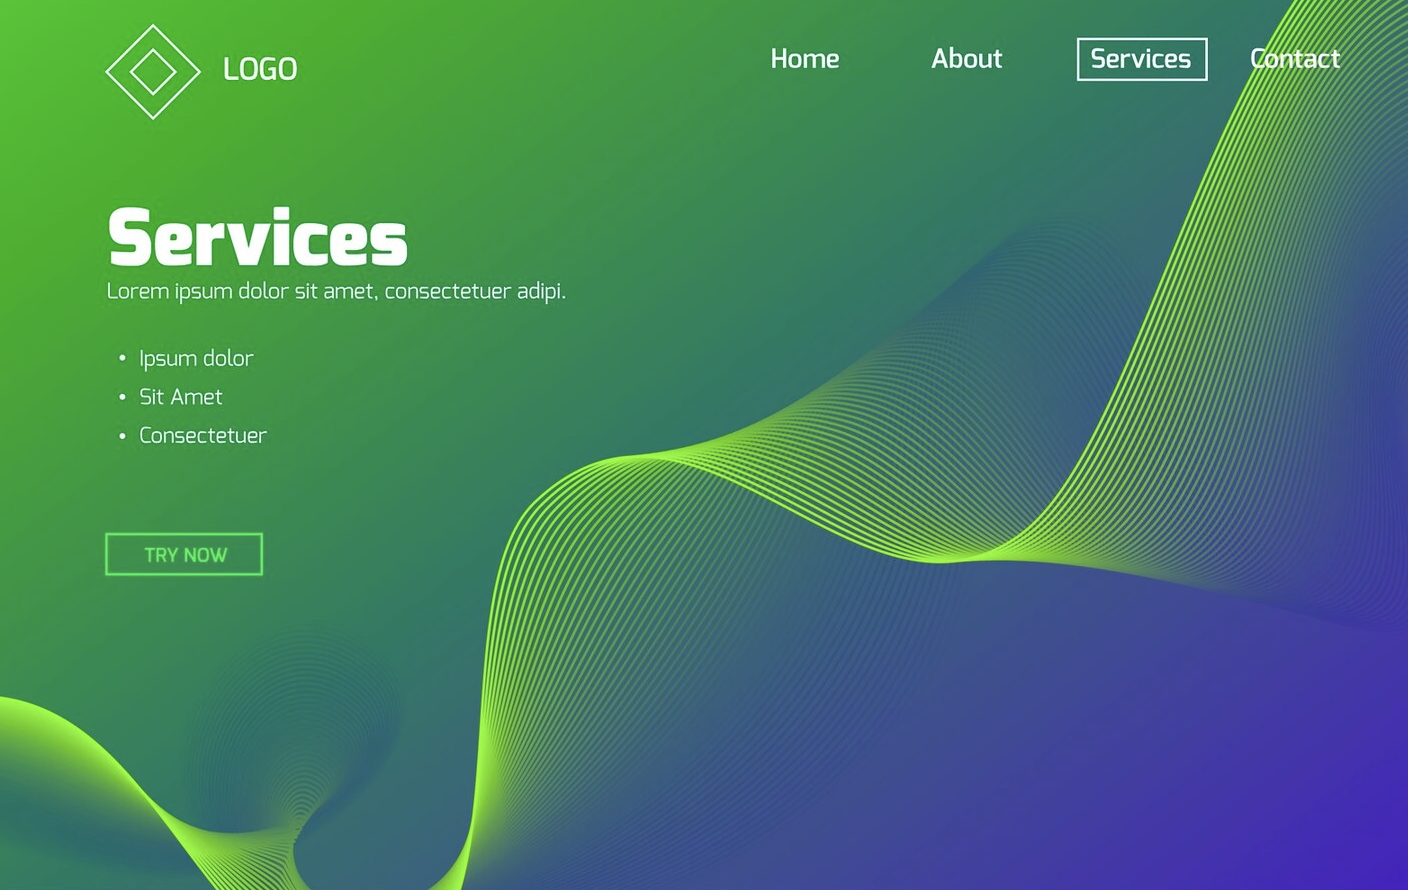 LOGO
Home About Services Contact
Services
Lorem ipsum dolor sit amet, consectetuer adipi.
• Ipsum dolor
• Sit Amet
• Consectetuer
TRY NOW